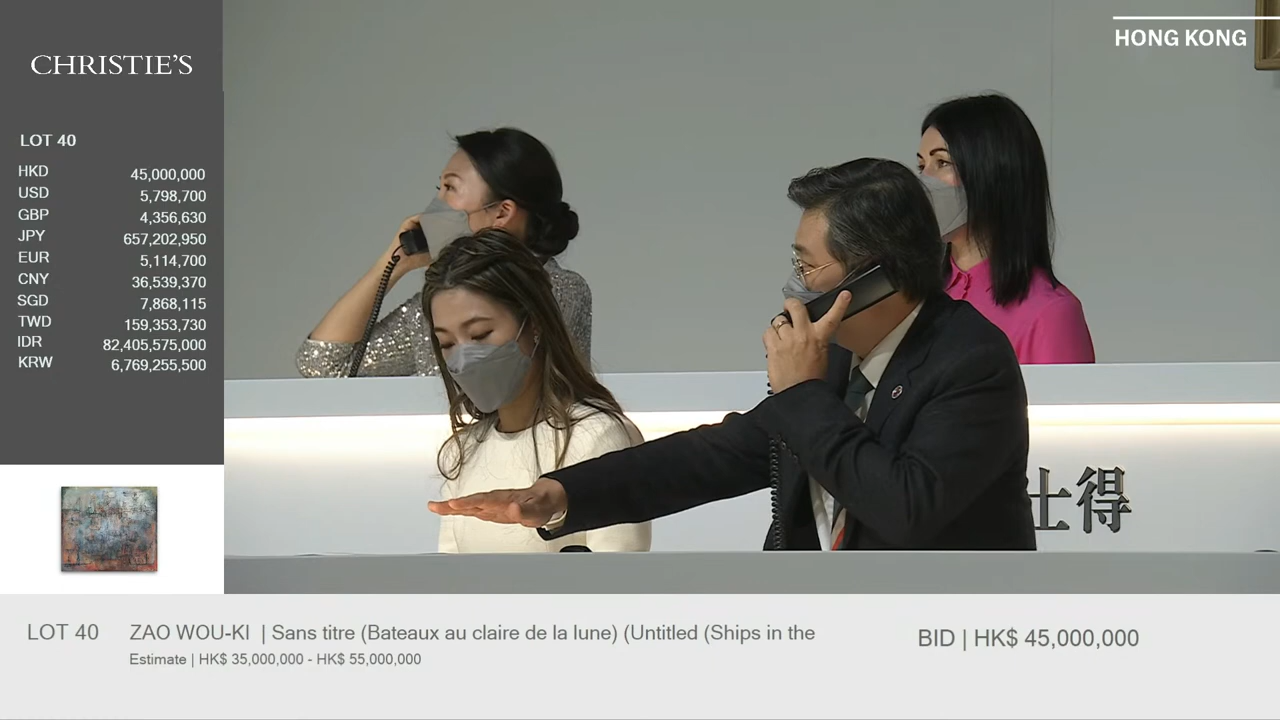 CHRISTIE'S
HONG KONG
LOT 40
HKD 45,000,000
USD 5,798,700
GBP 4,356,630
JPY 657,202,950
EUR 5,114,700
CNY 36,539,370
SGD 7,868,115
TWD 159,353,730
IDR 82,405,575,000
KRW 6,769,255,500
士得
LOT 40 ZAO WOU-KI | Sans titre (Bateaux au claire de la lune) (Untitled (Ships in the
Estimate | HK$ 35,000,000 - HK$ 55,000,000
BID | HK$ 45,000,000